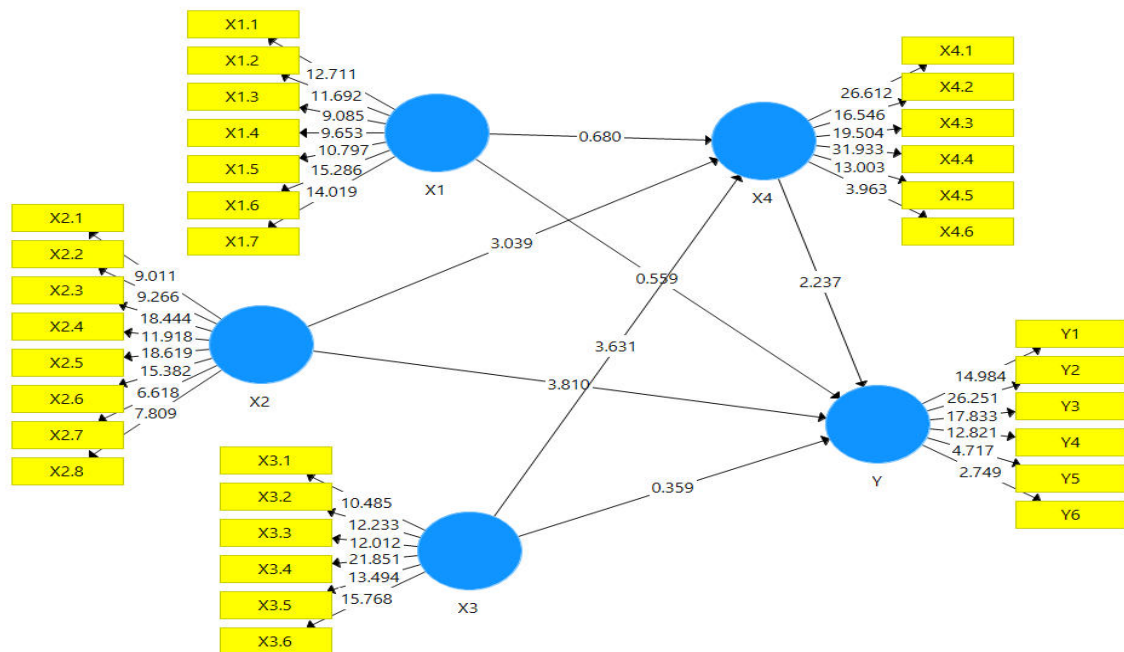 X1.1
X1.2
X1.3
X1.4
X1.5
X1.6
X1.7
12.711
11.692
9.085
9.653
10.797
15.286
14.019
X1
0.680
X4
X4.1
X4.2
X4.3
X4.4
X4.5
X4.6
26.612
16.546
19.504
31.933
13.003
3.963
X2.1
X2.2
X2.3
X2.4
X2.5
X2.6
X2.7
X2.8
9.011
9.266
18.444
11.918
18.619
15.382
6.618
7.809
X2
3.039
0.559
2.237
3.631
3.810
Y
Y1
Y2
Y3
Y4
Y5
Y6
14.984
26.251
17.833
12.821
4.717
2.749
X3.1
X3.2
X3.3
X3.4
X3.5
X3.6
10.485
12.233
12.012
21.851
13.494
15.768
X3
0.359